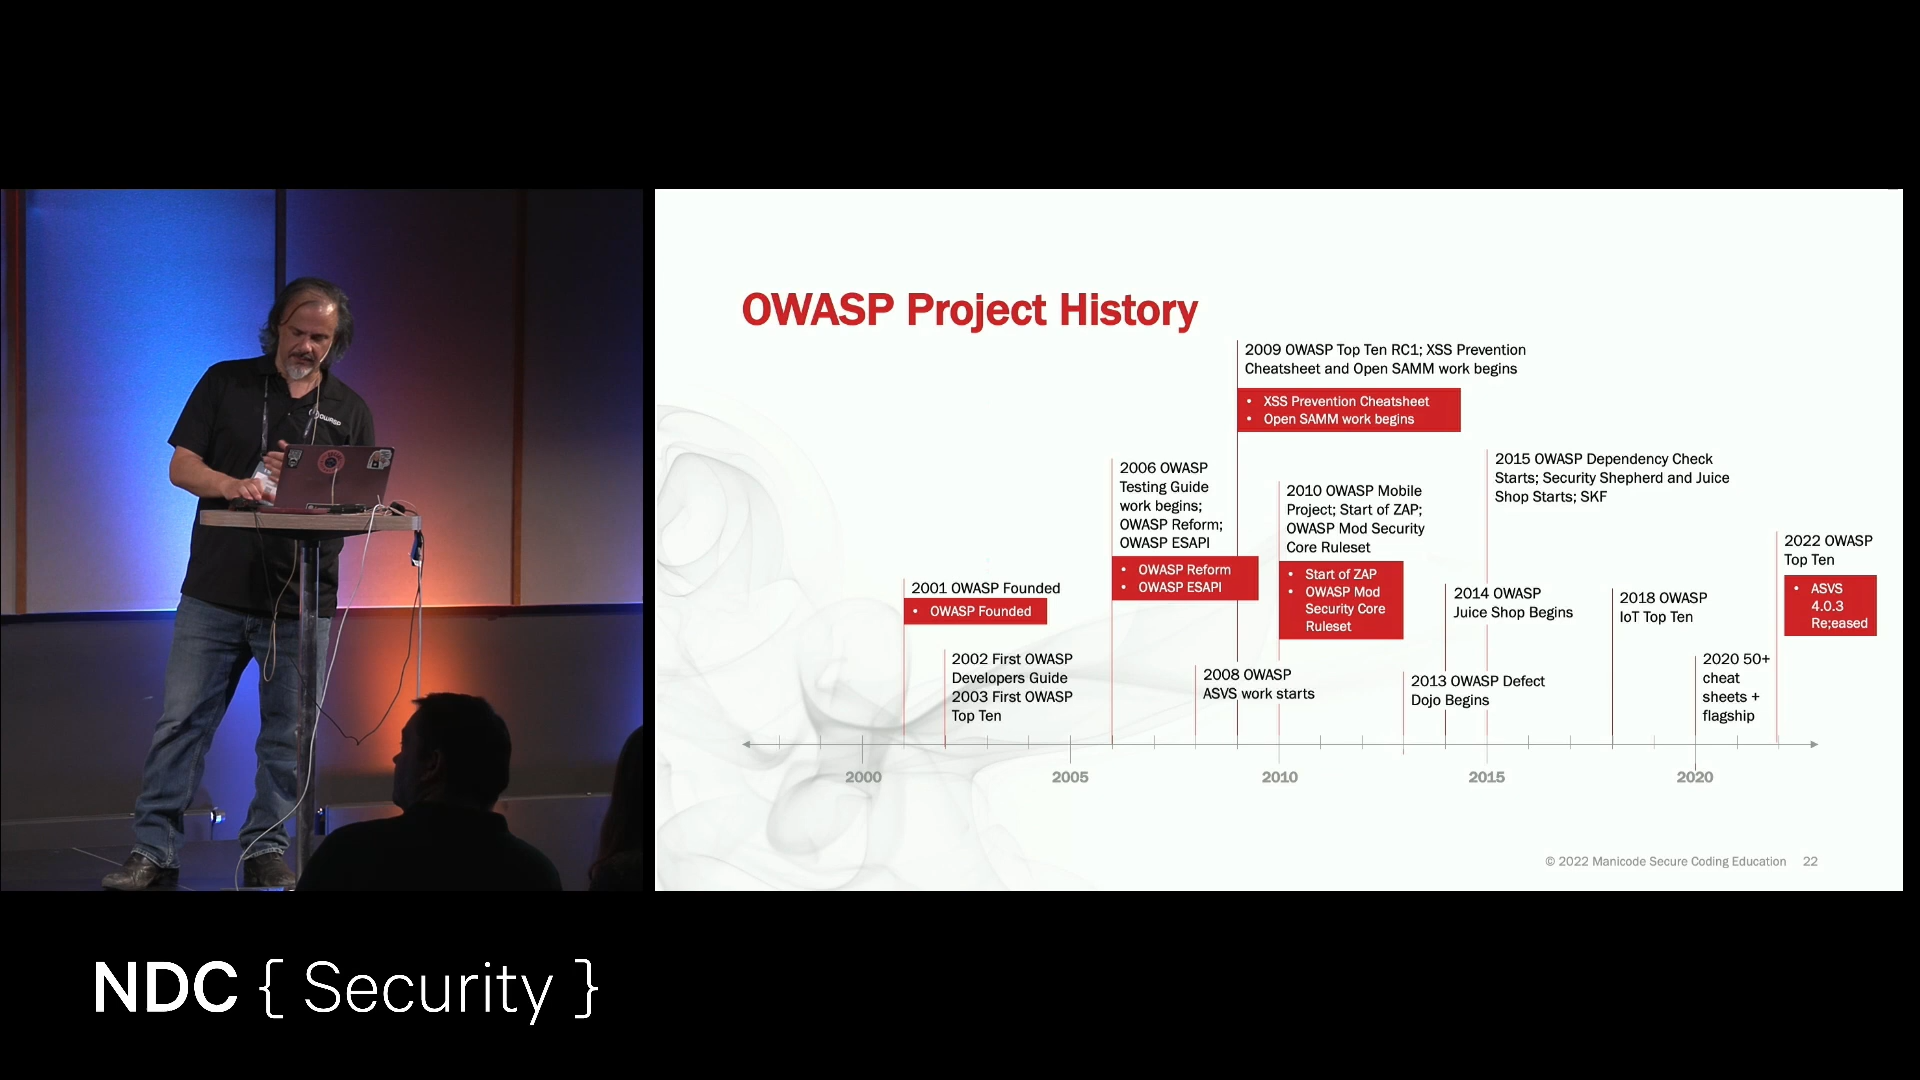 OWASP Project History
2009 OWASP Top Ten RC1; XSS Prevention
Cheatsheet and Open SAMM work begins
• XSS Prevention Cheatsheet
• Open SAMM work begins
2006 OWASP
Testing Guide
work begins;
OWASP Reform;
OWASP ESAPI
• OWASP Reform
• OWASP ESAPI
2010 OWASP Mobile
Project; Start of ZAP;
OWASP Mod Security
Core Ruleset
• Start of ZAP
• OWASP Mod
Security Core
Ruleset
2015 OWASP Dependency Check
Starts; Security Shepherd and Juice
Shop Starts; SKF
2022 OWASP
Top Ten
• ASVS
4.0.3
Re;eased
2001 OWASP Founded
• OWASP Founded
2014 OWASP
Juice Shop Begins
2018 OWASP
IoT Top Ten
2002 First OWASP
Developers Guide
2003 First OWASP
Top Ten
2008 OWASP
ASVS work starts
2013 OWASP Defect
Dojo Begins
2020 50+
cheat
sheets +
flagship
2000 2005 2010 2015 2020
© 2022 Manicode Secure Coding Education 22
OWASP
NDC { Security }